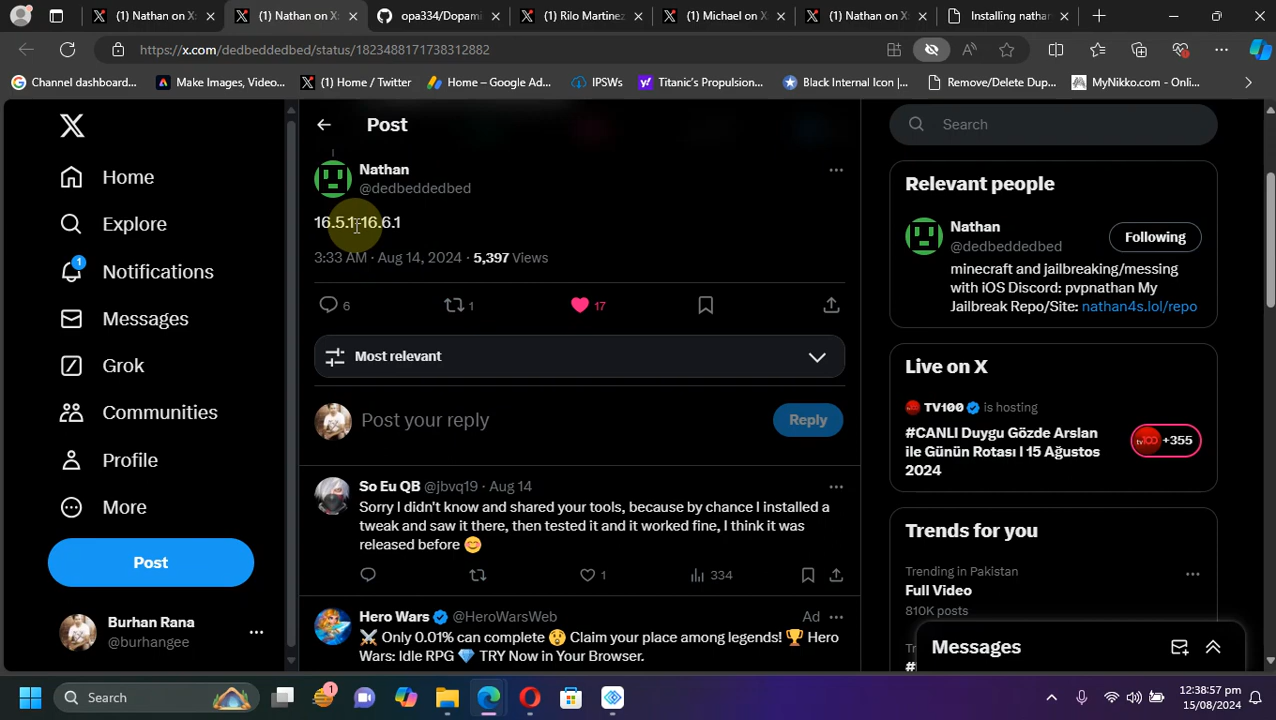 (1) Nathan on X:
(1) Nathan on X:
opa334/Dopami
(1) Rilo Martinez
(1) Michael on X
(1) Nathan on X:
Installing nathan
https://x.com/dedbeddedbed/status/1823488171738312882
Channel dashboard...
Make Images, Video...
(1) Home / Twitter
Home – Google Ad...
IPSWs
Titanic's Propulsion...
Black Internal Icon |...
Remove/Delete Dup...
MyNikko.com - Onli...
Home
Explore
1
Notifications
Messages
Grok
Communities
Profile
More
Post
Burhan Rana
@burhangee
Post
Nathan
@dedbeddedbed
16.5.1-16.6.1
3:33 AM · Aug 14, 2024 · 5,397 Views
6
1
17
Most relevant
Post your reply
Reply
So Eu QB @jbvq19 · Aug 14
Sorry I didn't know and shared your tools, because by chance I installed a
tweak and saw it there, then tested it and it worked fine, I think it was
released before
1
334
Hero Wars @HeroWarsWeb
Ad
Only 0.01% can complete Claim your place among legends! Hero
Wars: Idle RPG TRY Now in Your Browser.
Search
Relevant people
Nathan
@dedbeddedbed
Following
minecraft and jailbreaking/messing
with iOS Discord: pvpnathan My
Jailbreak Repo/Site: nathan4s.lol/repo
Live on X
TV100 is hosting
#CANLI Duygu Gözde Arslan
ile Günün Rotası I 15 Ağustos
2024
+355
Trends for you
Trending in Pakistan
Full Video
810K posts
Messages
Search
1
12:38:57 pm
15/08/2024